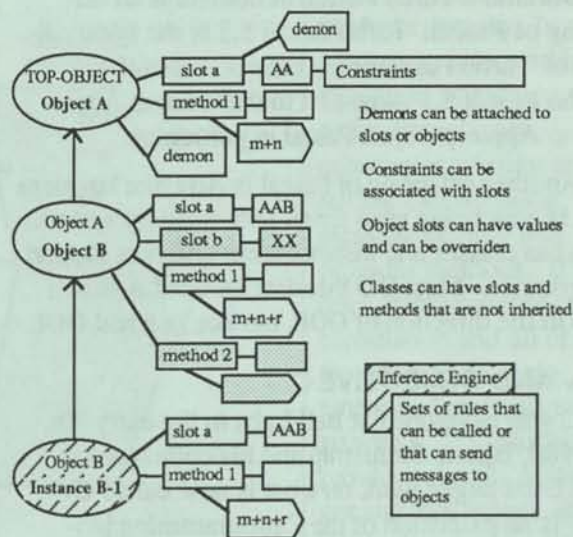 demon
TOP-OBJECT
Object A
slot a
AA
Constraints
method 1
m+n
demon
Demons can be attached to
slots or objects
Constraints can be
associated with slots
Object slots can have values
and can be overriden
Classes can have slots and
methods that are not inherited
Object A
Object B
slot a
AAB
slot b
XX
method 1
m+n+r
method 2
Inference Engine
Sets of rules that
can be called or
that can send
messages to
objects
Object B
Instance B-1
slot a
AAB
method 1
m+n+r